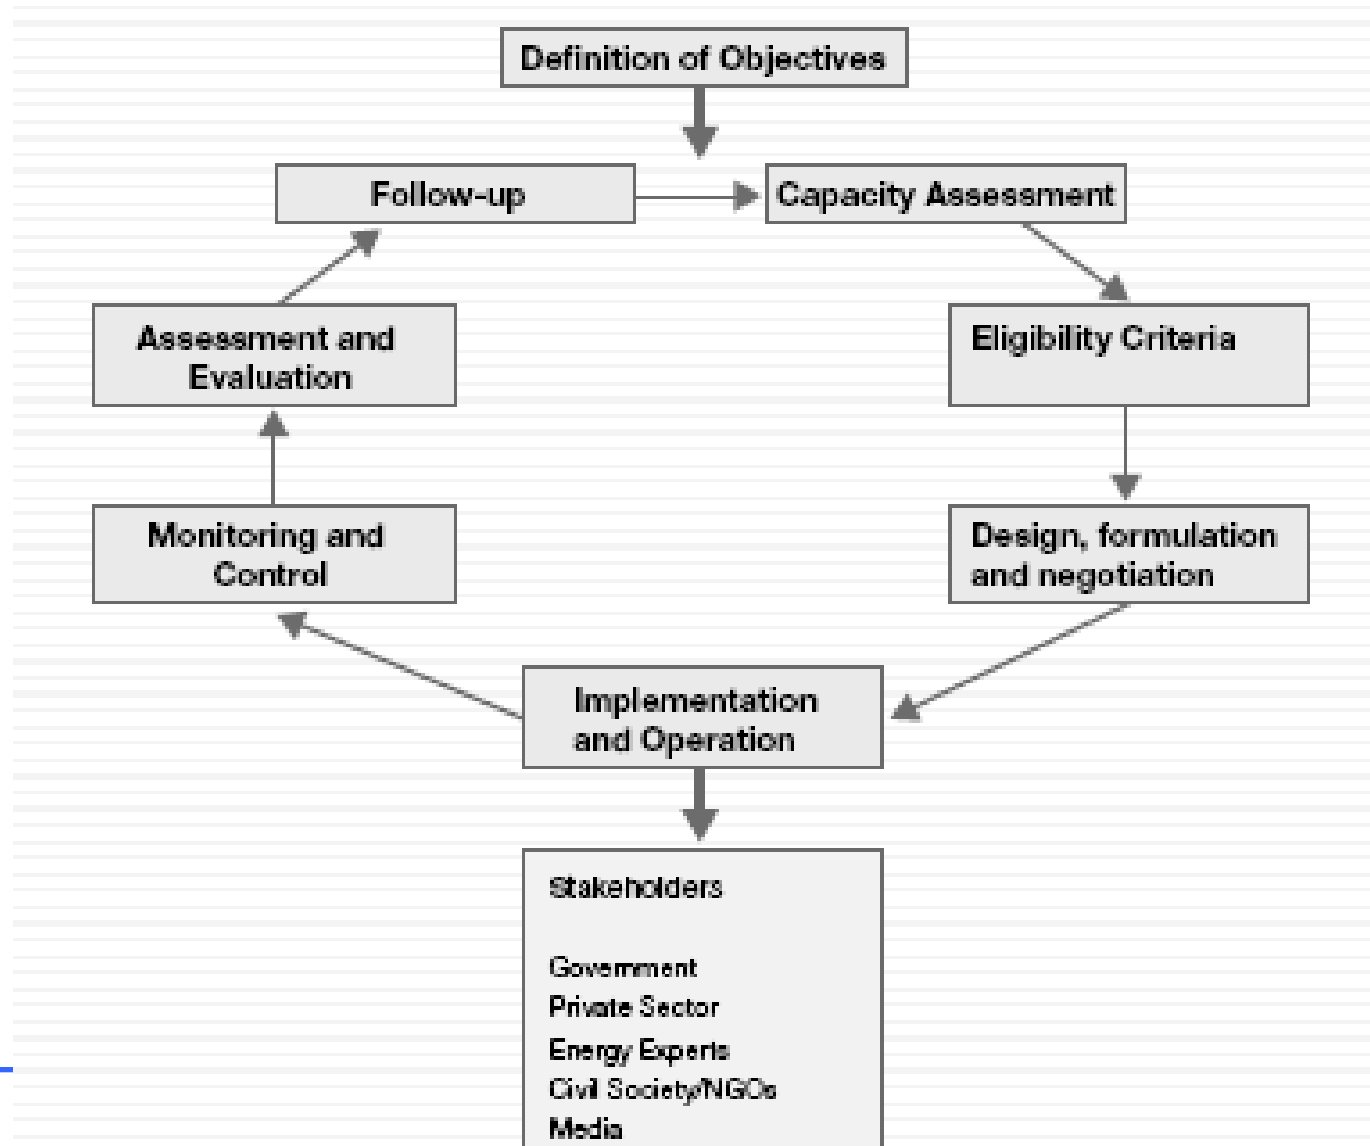 Definition of Objectives
Follow-up
Capacity Assessment
Assessment and
Evaluation
Eligibility Criteria
Monitoring and
Control
Design, formulation
and negotiation
Implementation
and Operation
Stakeholders
Government
Private Sector
Energy Experts
Civil Society/NGOs
Media